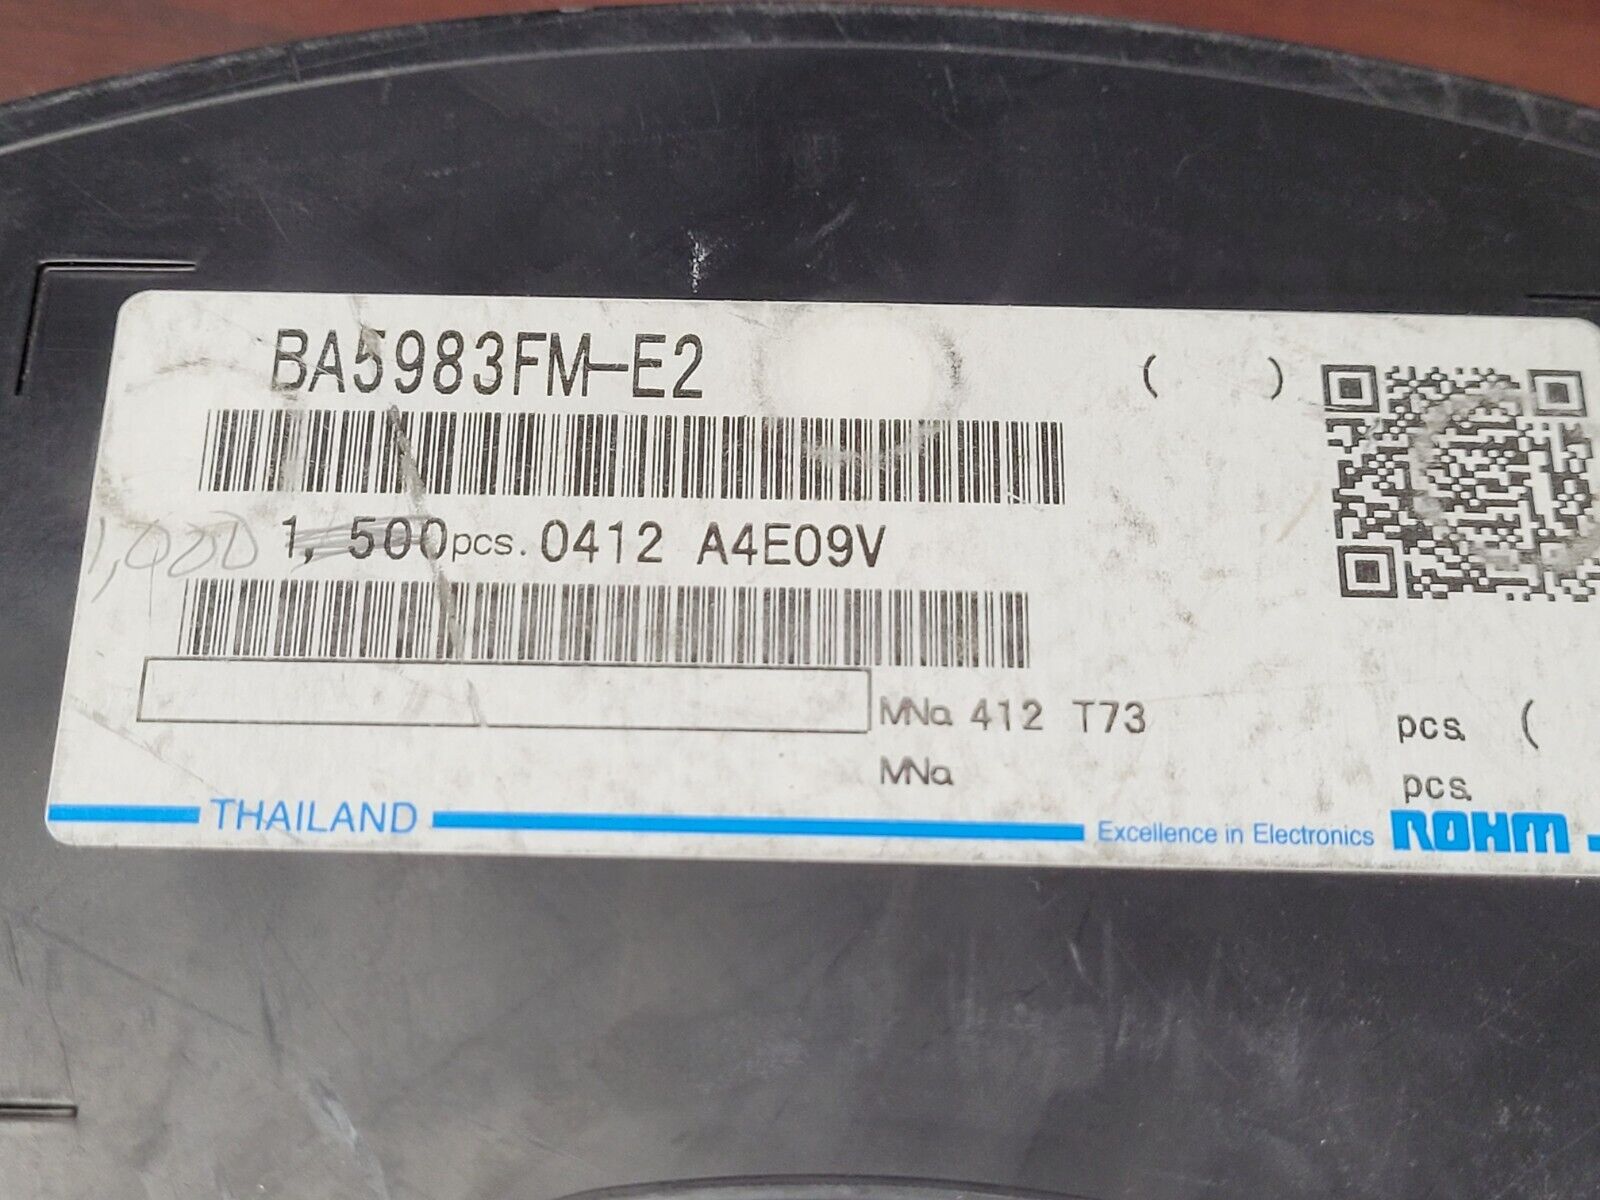 BA5983FM-E2 ( )
1,000 1,500pcs. 0412 A4E09V
MNo. 412 T73 pcs. (
MNo. pcs.
THAILAND Excellence in Electronics ROHM